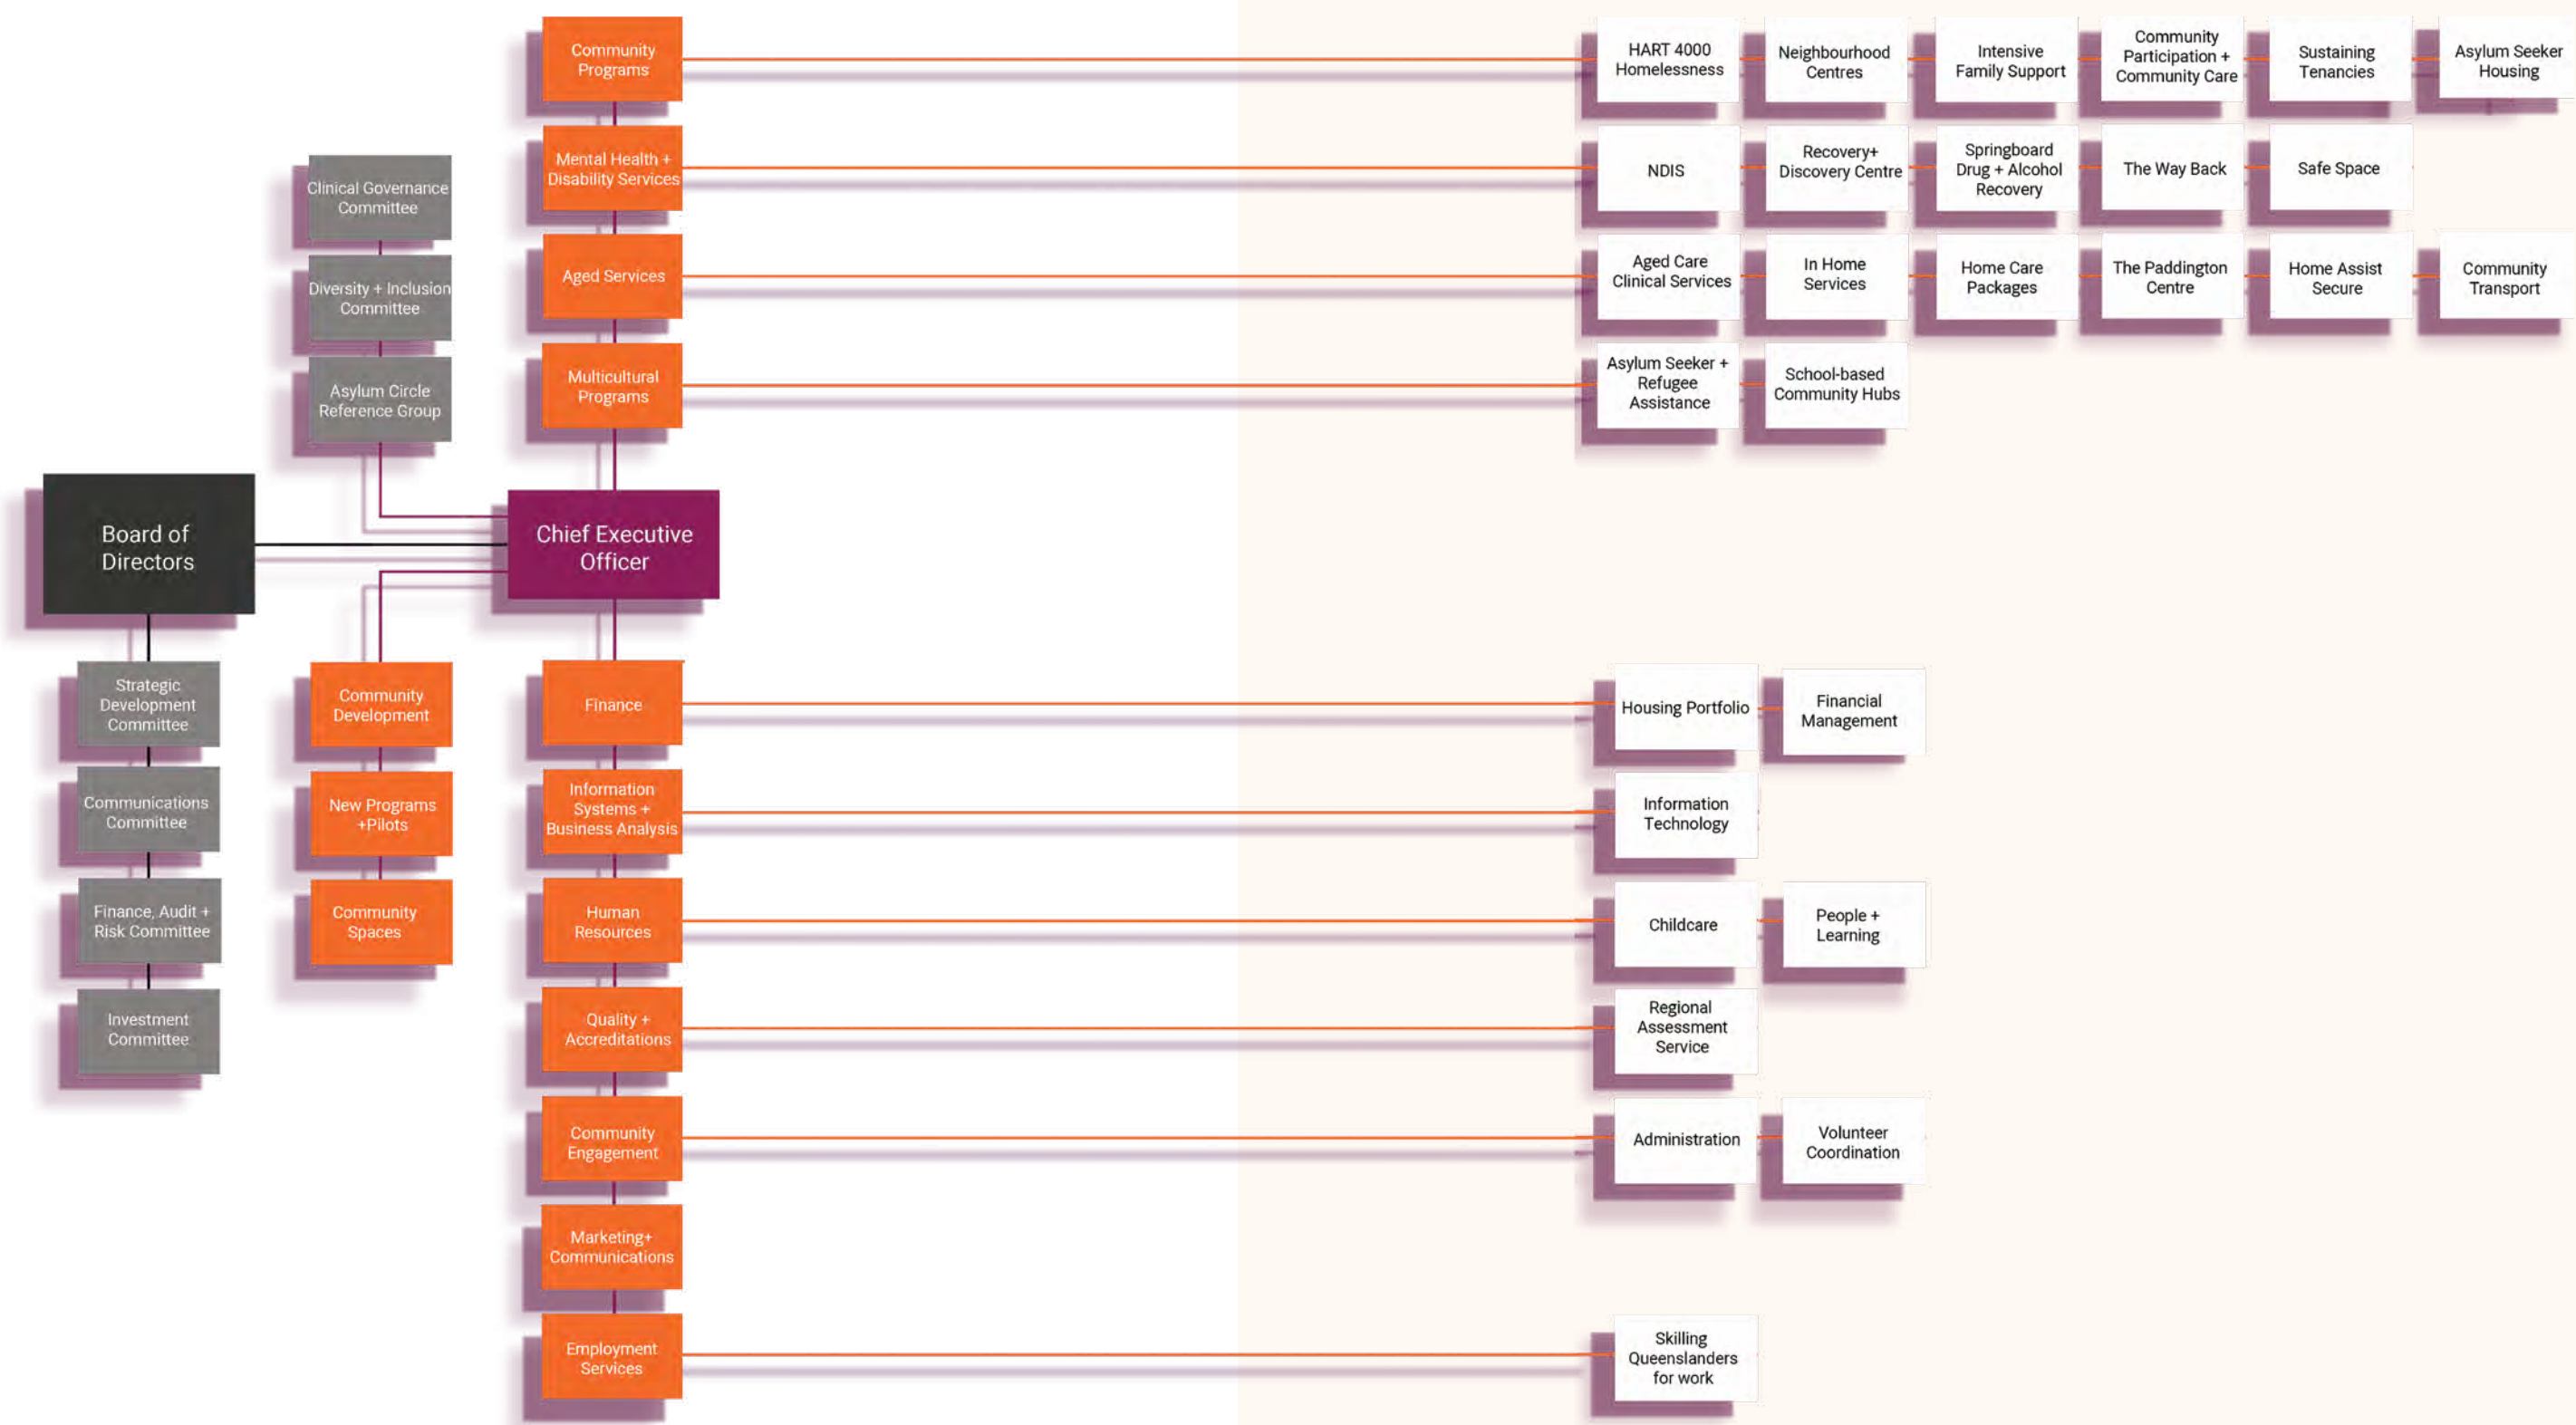 Community
Programs
HART 4000
Homelessness
Neighbourhood
Centres
Intensive
Family Support
Community
Participation +
Community Care
Sustaining
Tenancies
Asylum Seeker
Housing
Mental Health +
Disability Services
NDIS
Recovery+
Discovery Centre
Springboard
Drug + Alcohol
Recovery
The Way Back
Safe Space
Clinical Governance
Committee
Aged Services
Aged Care
Clinical Services
In Home
Services
Home Care
Packages
The Paddington
Centre
Home Assist
Secure
Community
Transport
Diversity + Inclusion
Committee
Multicultural
Programs
Asylum Seeker +
Refugee
Assistance
School-based
Community Hubs
Asylum Circle
Reference Group
Board of
Directors
Chief Executive
Officer
Strategic
Development
Committee
Community
Development
Finance
Housing Portfolio
Financial
Management
Communications
Committee
New Programs
+Pilots
Information
Systems +
Business Analysis
Information
Technology
Finance, Audit +
Risk Committee
Community
Spaces
Human
Resources
Childcare
People +
Learning
Investment
Committee
Quality +
Accreditations
Regional
Assessment
Service
Community
Engagement
Administration
Volunteer
Coordination
Marketing+
Communications
Employment
Services
Skilling
Queenslanders
for work